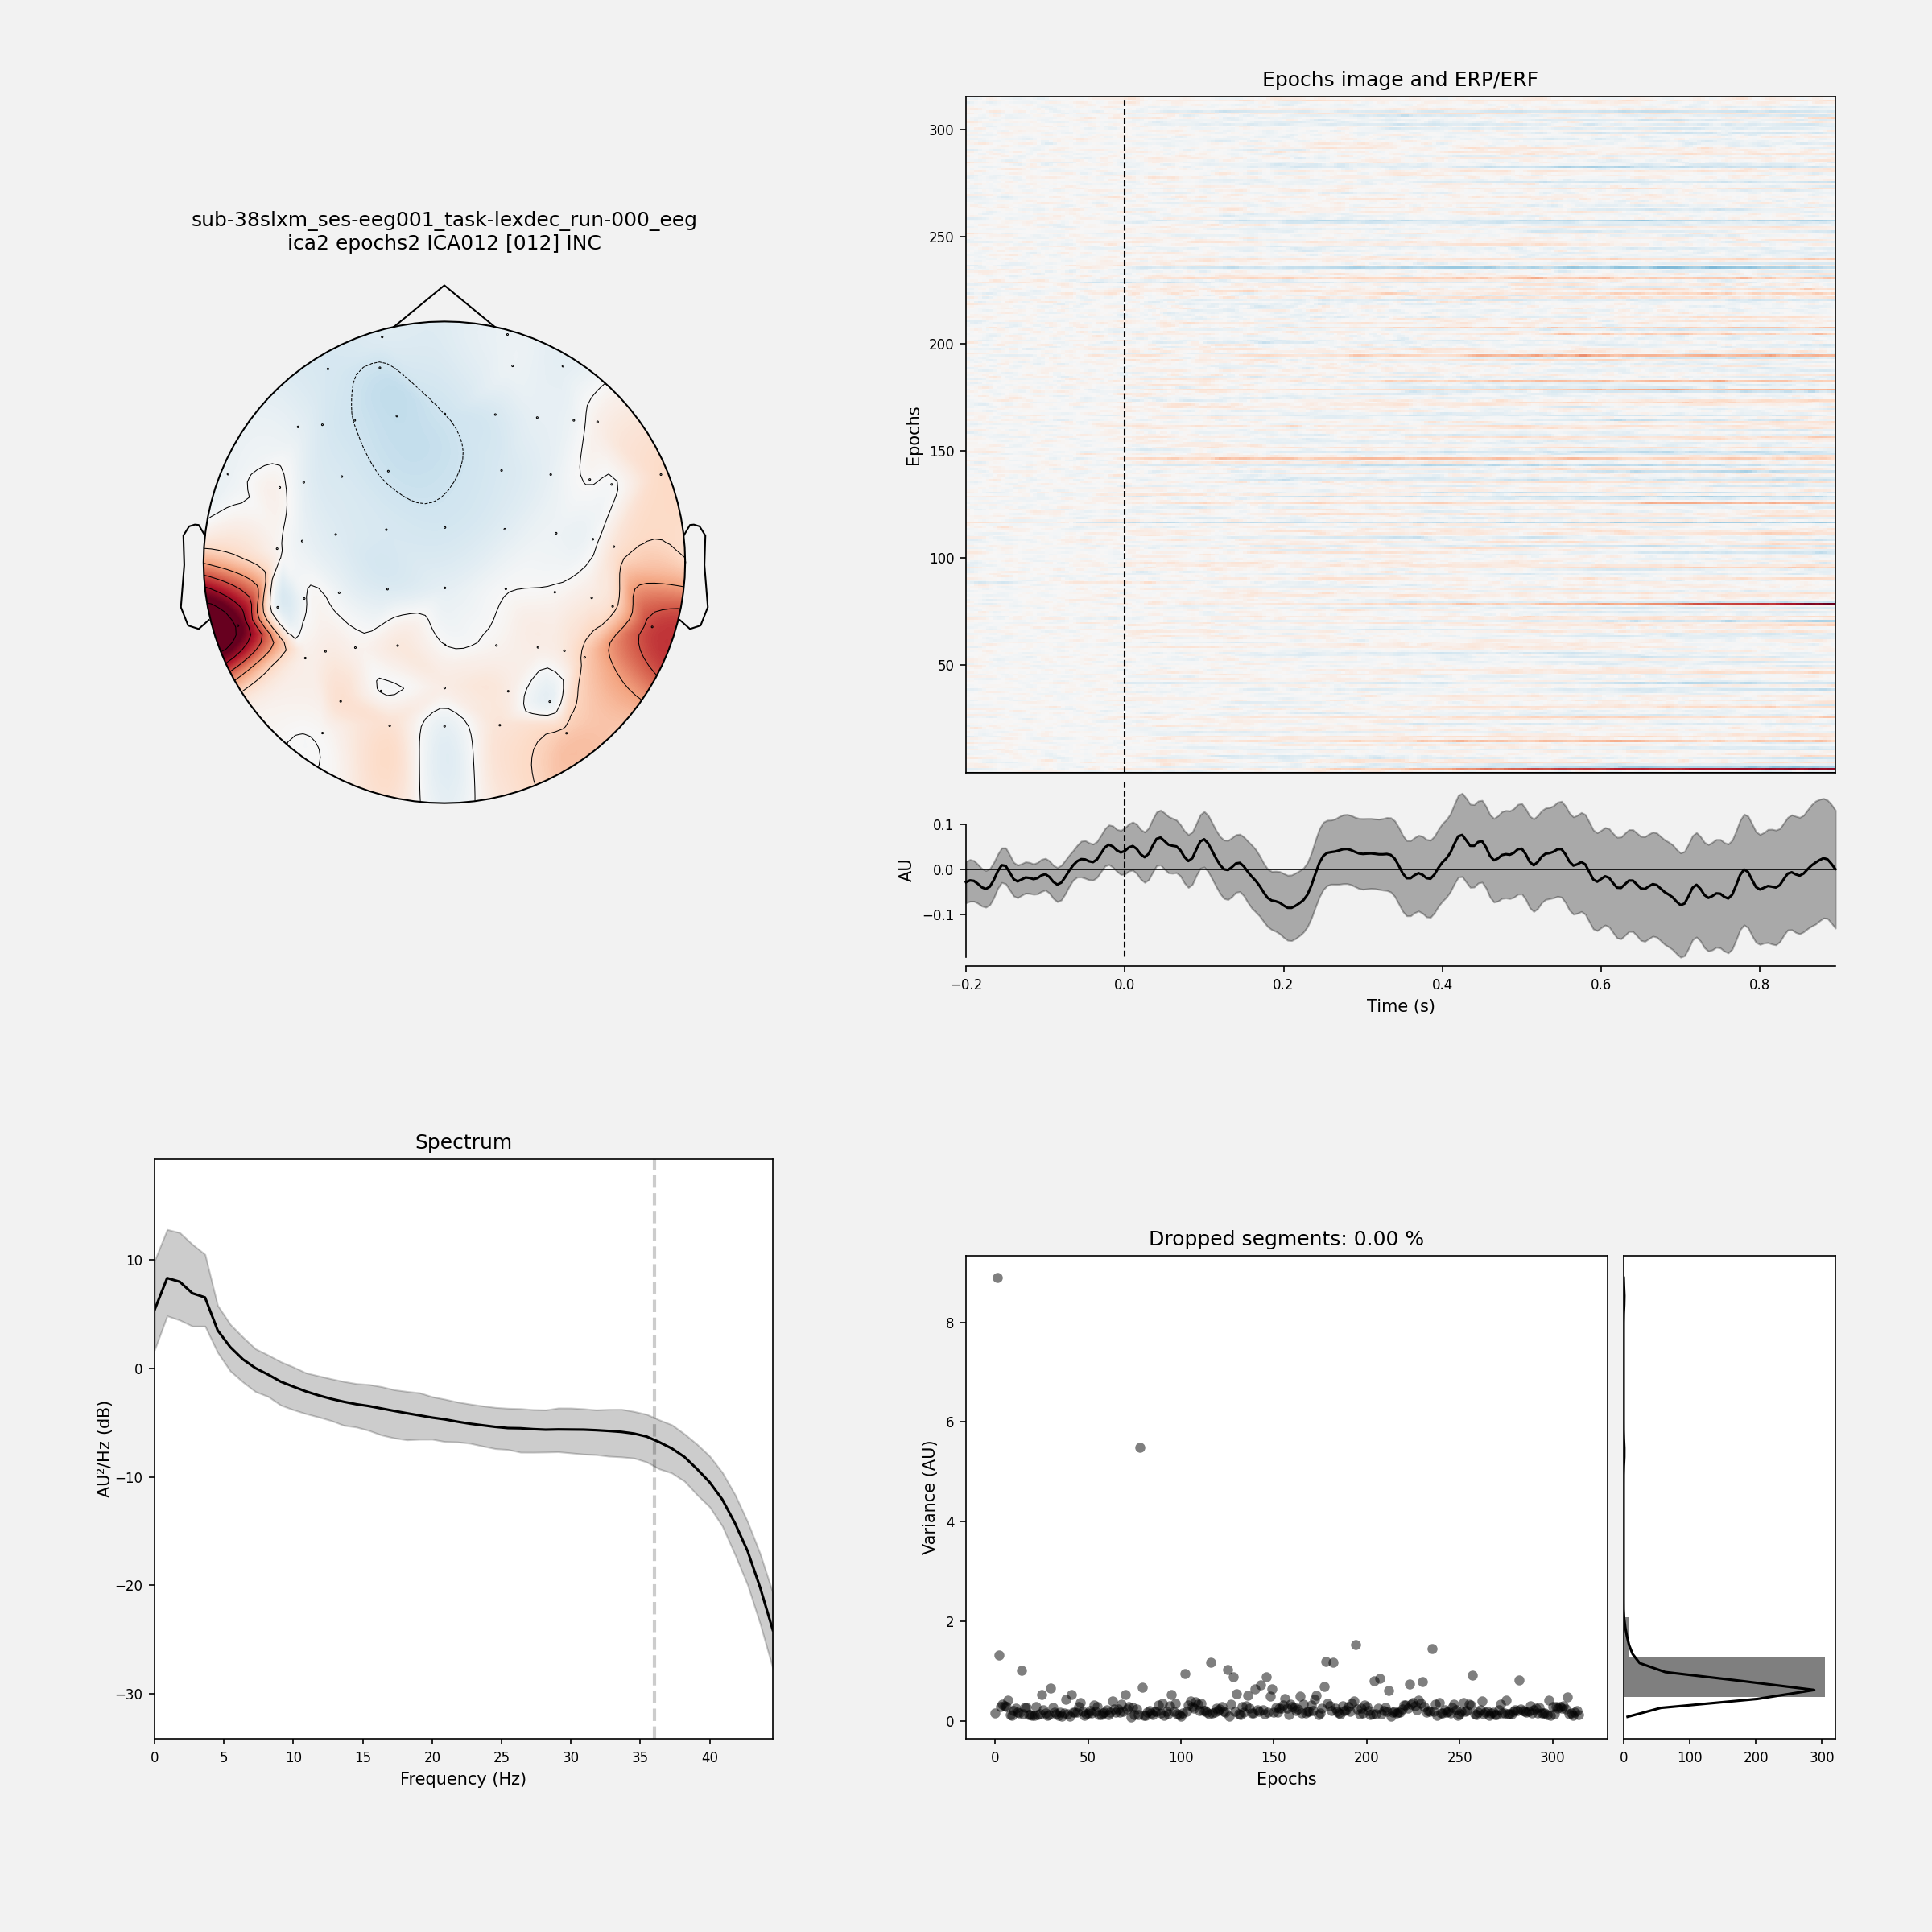 sub-38slxm_ses-eeg001_task-lexdec_run-000_eeg
ica2 epochs2 ICA012 [012] INC
Epochs image and ERP/ERF
300
250
200
150
100
50
Epochs
0.1
0.0
−0.1
AU
−0.2 0.0 0.2 0.4 0.6 0.8
Time (s)
Spectrum
10
0
−10
−20
−30
AU²/Hz (dB)
0 5 10 15 20 25 30 35 40
Frequency (Hz)
Dropped segments: 0.00 %
8
6
4
2
0
Variance (AU)
0 50 100 150 200 250 300
Epochs
0 100 200 300